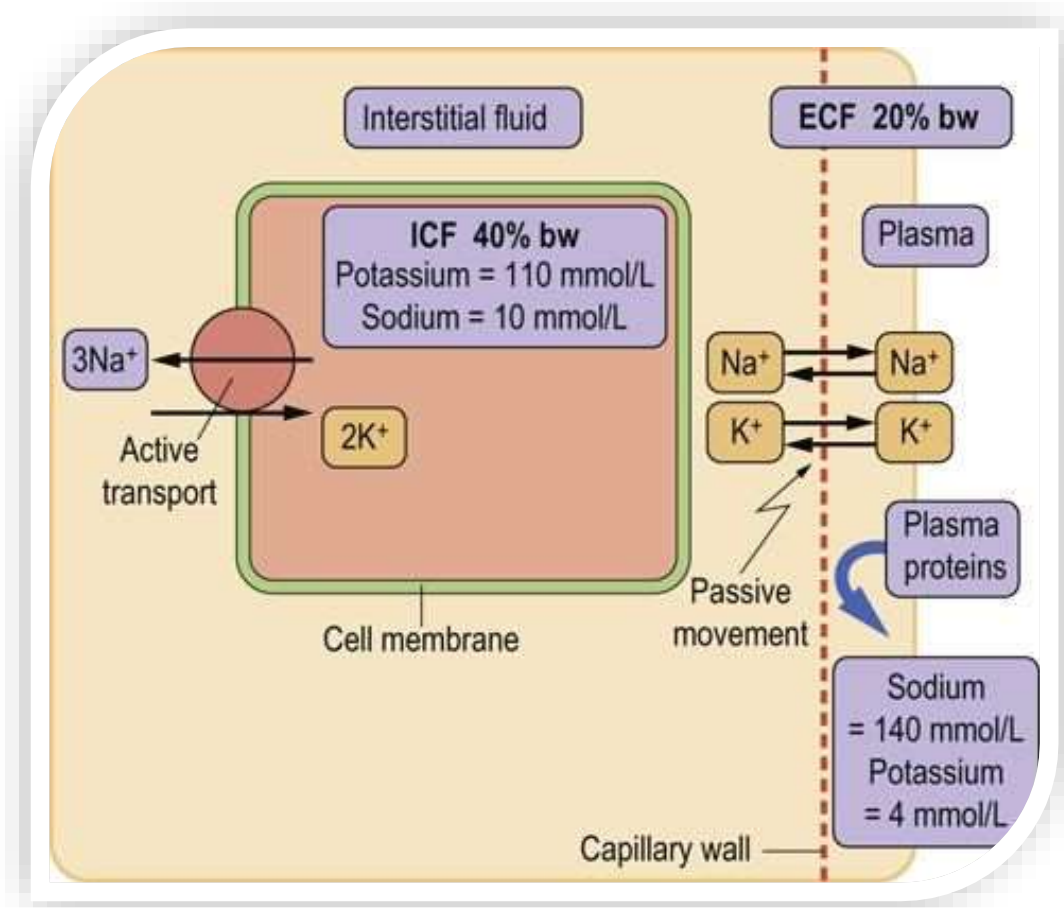 Interstitial fluid
ECF 20% bw
ICF 40% bw
Potassium = 110 mmol/L
Sodium = 10 mmol/L
Plasma
3Na⁺
2K⁺
Active
transport
Na⁺
Na⁺
K⁺
K⁺
Plasma
proteins
Passive
movement
Cell membrane
Sodium
= 140 mmol/L
Potassium
= 4 mmol/L
Capillary wall